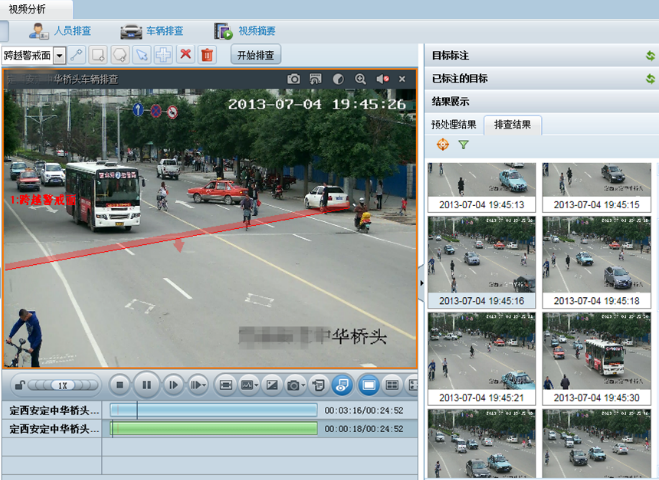 视频分析
人员排查
车辆排查
视频摘要
跨越警戒面
开始排查
中华桥头车辆排查
2013-07-04 19:45:26
1:跨越警戒面
中华桥头
1X
定西安定中华桥头...
00:03:16/00:24:52
定西安定中华桥头...
00:00:18/00:24:52
目标标注
已标注的目标
结果展示
预处理结果
排查结果
2013-07-04 19:45:13
2013-07-04 19:45:15
2013-07-04 19:45:16
2013-07-04 19:45:18
2013-07-04 19:45:21
2013-07-04 19:45:30